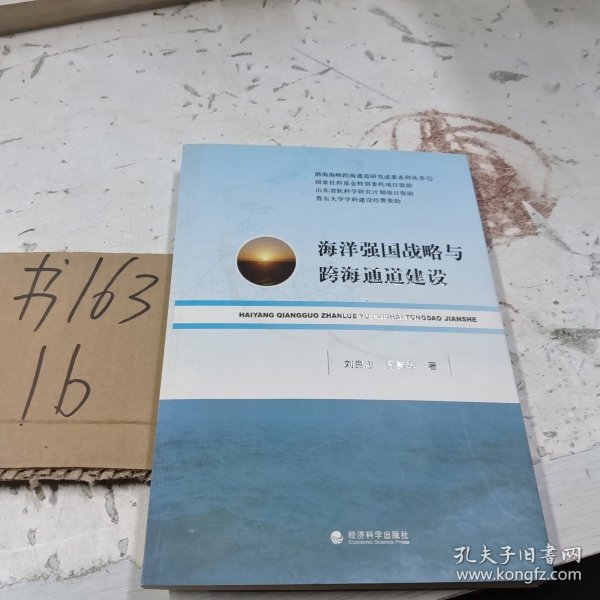 渤海海峡跨海通道研究成果系列丛书
国家社科基金特别委托项目资助
山东省软科学研究计划项目资助
鲁东大学学科建设经费资助
海洋强国战略与
跨海通道建设
HAIYANG QIANGGUO ZHANLUE YU KUAHAI TONGDAO JIANSHE
刘良忠 著
经济科学出版社
Economic Science Press
书163
1b
孔夫子旧书网
www.kongfz.com